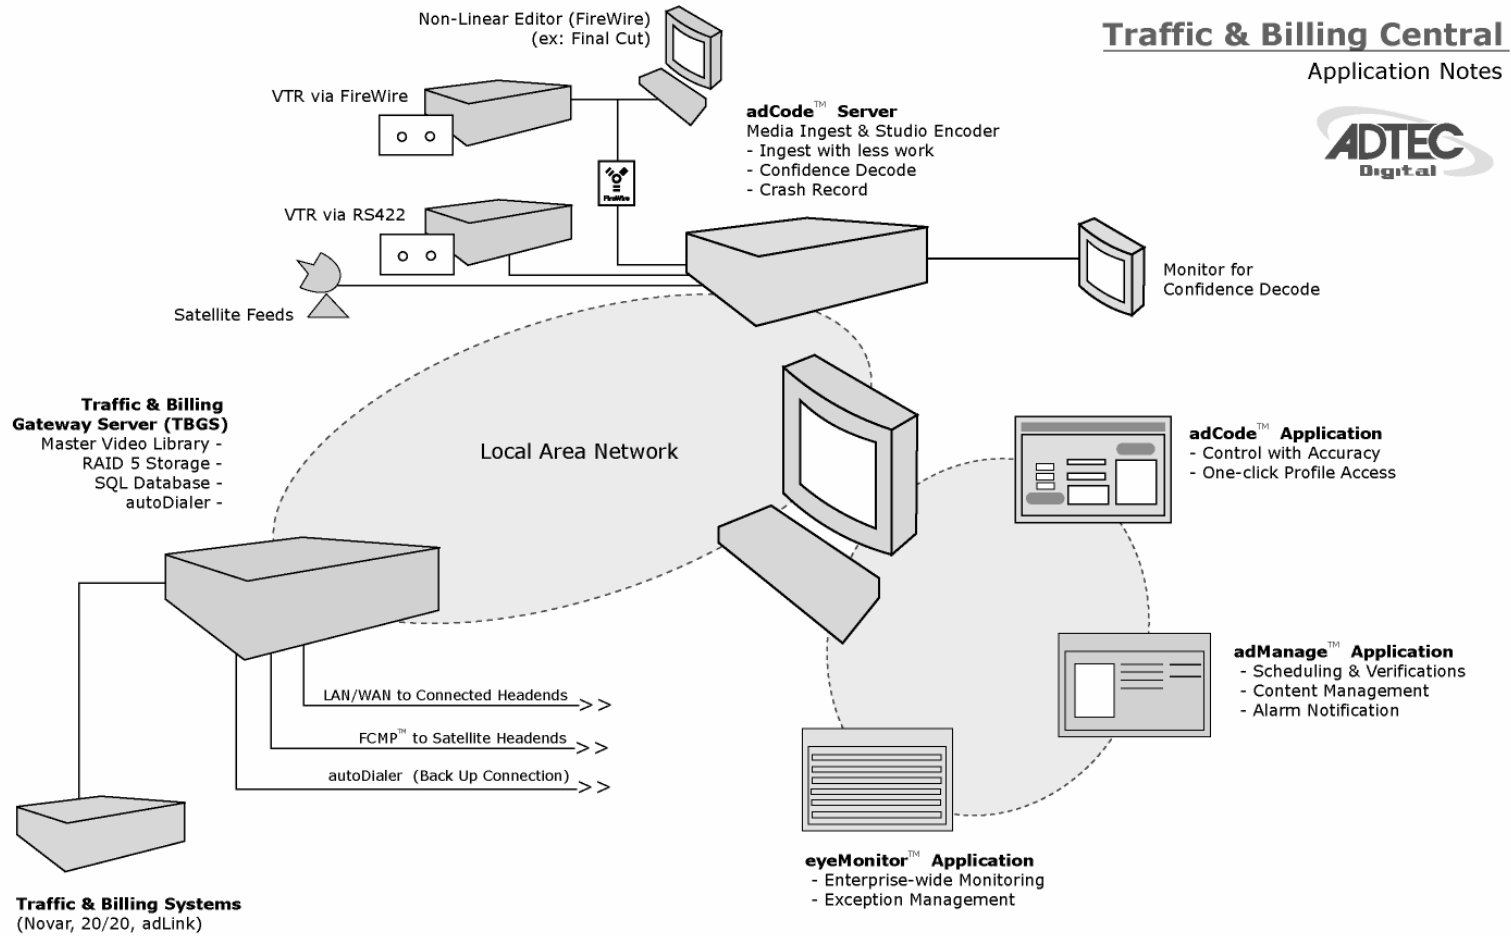 Traffic & Billing Central
Application Notes
ADTEC
Digital
Non-Linear Editor (FireWire)
(ex: Final Cut)
VTR via FireWire
FireWire
VTR via RS422
Satellite Feeds
adCode™ Server
Media Ingest & Studio Encoder
- Ingest with less work
- Confidence Decode
- Crash Record
Monitor for
Confidence Decode
Traffic & Billing
Gateway Server (TBGS)
Master Video Library -
RAID 5 Storage -
SQL Database -
autoDialer -
Local Area Network
adCode™ Application
- Control with Accuracy
- One-click Profile Access
adManage™ Application
- Scheduling & Verifications
- Content Management
- Alarm Notification
LAN/WAN to Connected Headends >>
FCMP™ to Satellite Headends >>
autoDialer (Back Up Connection) >>
eyeMonitor™ Application
- Enterprise-wide Monitoring
- Exception Management
Traffic & Billing Systems
(Novar, 20/20, adLink)